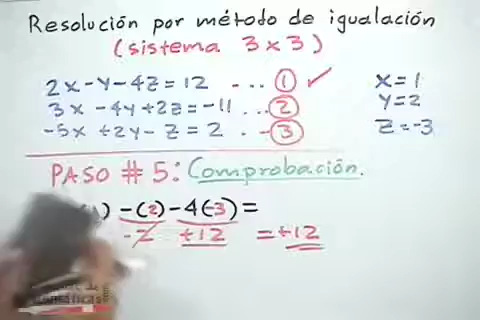 Resolución por método de igualación
(sistema 3x3)
2x-y-4z=12 --.. ① ✓
3x-4y+2z=-11 .. ②
-5x+2y-z=2 .- ③
x=1
y=2
z=-3
PASO #5: Comprobación.
) -(2) -4(-3)=
-2 +12 =+12